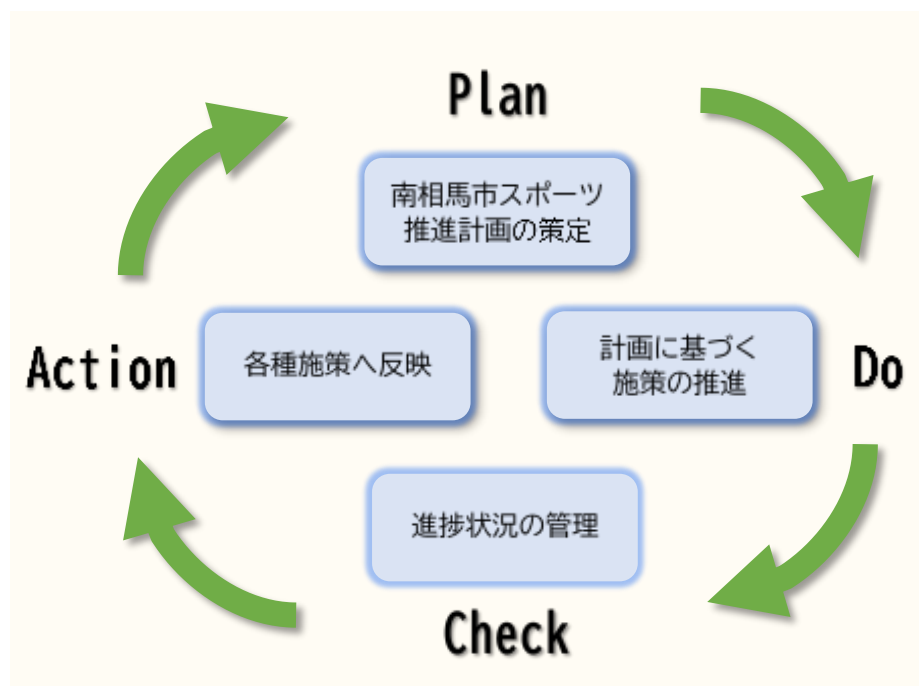 Plan
南相馬市スポーツ
推進計画の策定
Action
各種施策へ反映
計画に基づく
施策の推進
Do
進捗状況の管理
Check